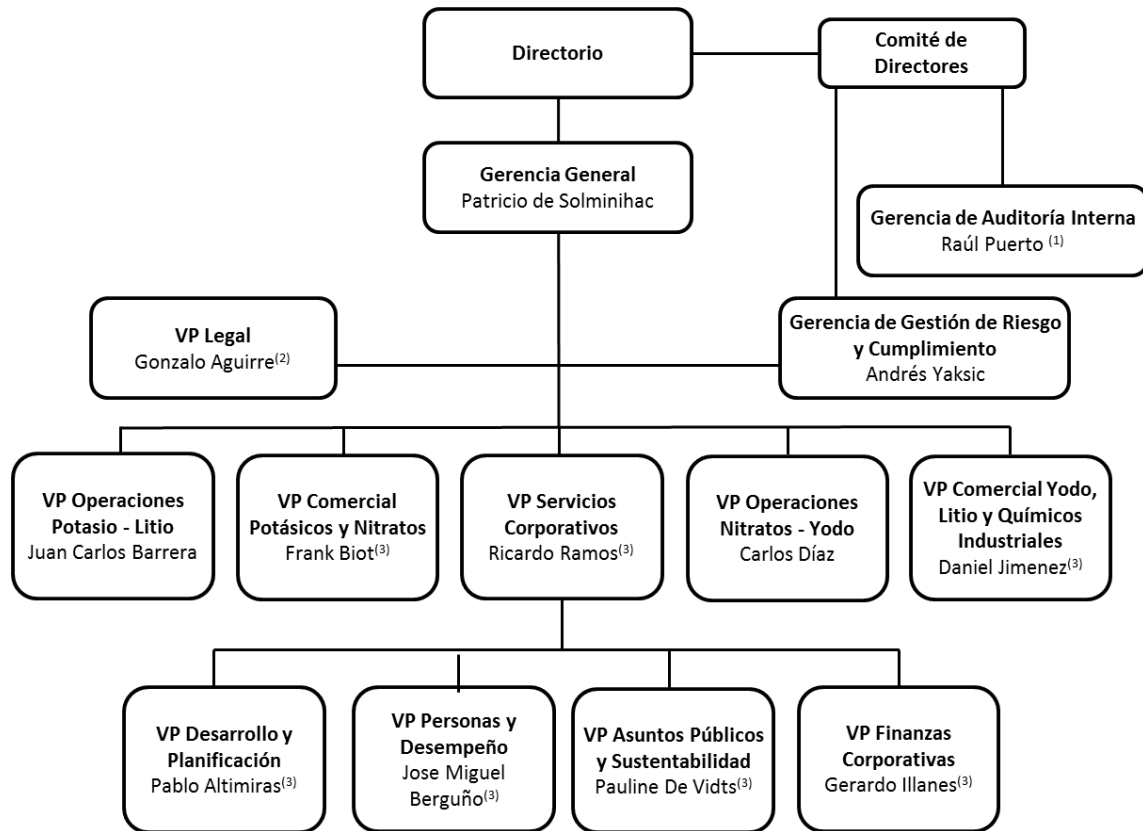 Directorio
Comité de
Directores
Gerencia General
Patricio de Solminihac
Gerencia de Auditoría Interna
Raúl Puerto (1)
VP Legal
Gonzalo Aguirre(2)
Gerencia de Gestión de Riesgo
y Cumplimiento
Andrés Yaksic
VP Operaciones
Potasio - Litio
Juan Carlos Barrera
VP Comercial
Potásicos y Nitratos
Frank Biot(3)
VP Servicios
Corporativos
Ricardo Ramos(3)
VP Operaciones
Nitratos - Yodo
Carlos Díaz
VP Comercial Yodo,
Litio y Químicos
Industriales
Daniel Jimenez(3)
VP Desarrollo y
Planificación
Pablo Altimiras(3)
VP Personas y
Desempeño
Jose Miguel
Berguño(3)
VP Asuntos Públicos
y Sustentabilidad
Pauline De Vidts(3)
VP Finanzas
Corporativas
Gerardo Illanes(3)